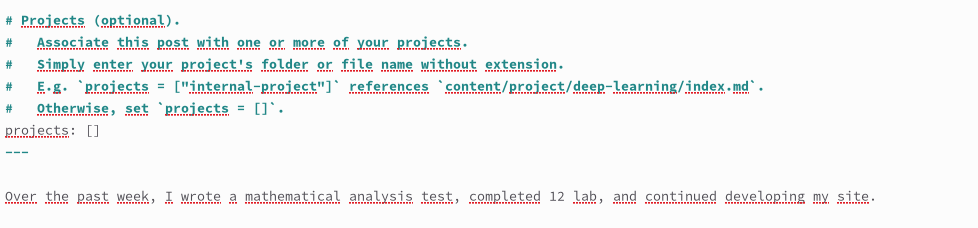 # Projects (optional).
#   Associate this post with one or more of your projects.
#   Simply enter your project's folder or file name without extension.
#   E.g. `projects = ["internal-project"]` references `content/project/deep-learning/index.md`.
#   Otherwise, set `projects = []`.
projects: []
---
Over the past week, I wrote a mathematical analysis test, completed 12 lab, and continued developing my site.